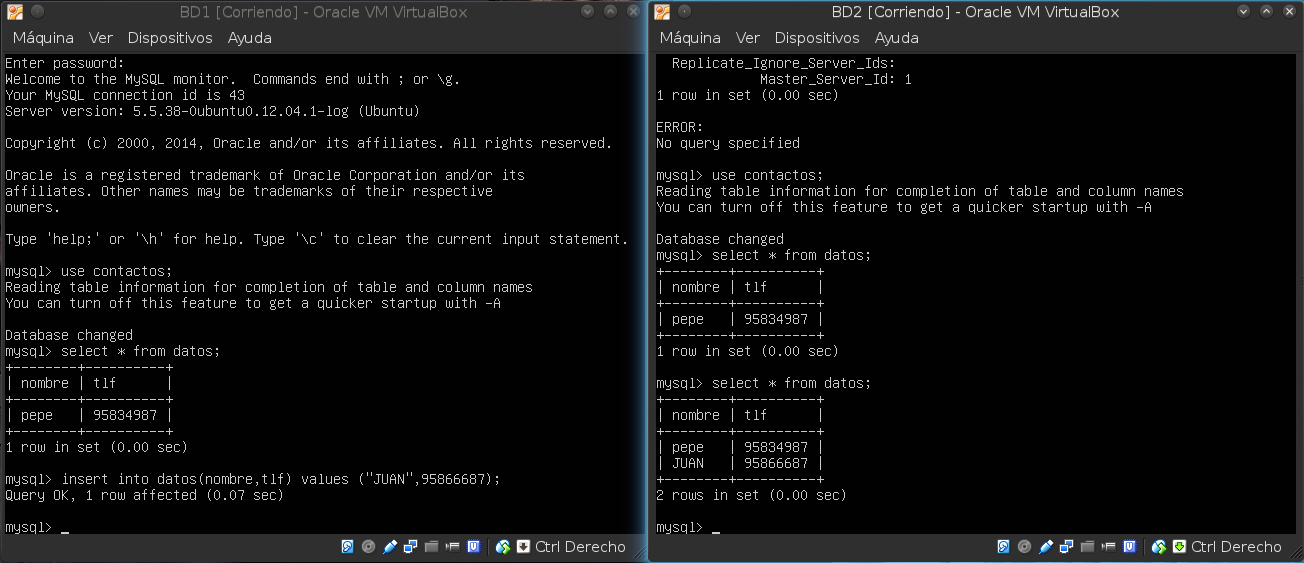 BD1 [Corriendo] - Oracle VM VirtualBox
Máquina Ver Dispositivos Ayuda
Enter password:
Welcome to the MySQL monitor.  Commands end with ; or \g.
Your MySQL connection id is 43
Server version: 5.5.38-0ubuntu0.12.04.1-log (Ubuntu)
Copyright (c) 2000, 2014, Oracle and/or its affiliates. All rights reserved.
Oracle is a registered trademark of Oracle Corporation and/or its
affiliates. Other names may be trademarks of their respective
owners.
Type 'help;' or '\h' for help. Type '\c' to clear the current input statement.
mysql> use contactos;
Reading table information for completion of table and column names
You can turn off this feature to get a quicker startup with -A
Database changed
mysql> select * from datos;
+--------+----------+
| nombre | tlf      |
+--------+----------+
| pepe   | 95834987 |
+--------+----------+
1 row in set (0.00 sec)
mysql> insert into datos(nombre,tlf) values ("JUAN",95866687);
Query OK, 1 row affected (0.07 sec)
mysql> _
Ctrl Derecho
BD2 [Corriendo] - Oracle VM VirtualBox
Máquina Ver Dispositivos Ayuda
Replicate_Ignore_Server_Ids:
Master_Server_Id: 1
1 row in set (0.00 sec)
ERROR:
No query specified
mysql> use contactos;
Reading table information for completion of table and column names
You can turn off this feature to get a quicker startup with -A
Database changed
mysql> select * from datos;
+--------+----------+
| nombre | tlf      |
+--------+----------+
| pepe   | 95834987 |
+--------+----------+
1 row in set (0.00 sec)
mysql> select * from datos;
+--------+----------+
| nombre | tlf      |
+--------+----------+
| pepe   | 95834987 |
| JUAN   | 95866687 |
+--------+----------+
2 rows in set (0.00 sec)
mysql> _
Ctrl Derecho